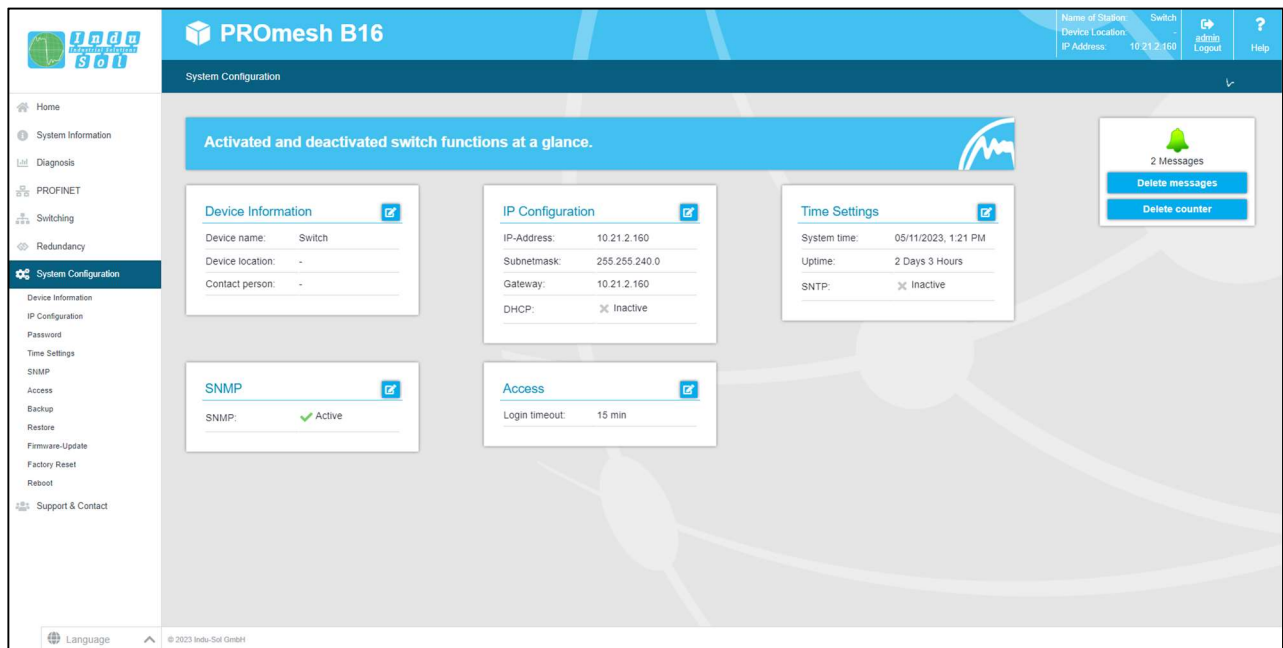 Indu
Industrial Solutions
Sol
PROmesh B16
Name of Station: Switch
Device Location: -
IP Address: 10.21.2.160
admin
Logout
?
Help
System Configuration
Home
System Information
Diagnosis
PROFINET
Switching
Redundancy
System Configuration
Device Information
IP Configuration
Password
Time Settings
SNMP
Access
Backup
Restore
Firmware-Update
Factory Reset
Reboot
Support & Contact
Activated and deactivated switch functions at a glance.
Device Information
Device name: Switch
Device location: -
Contact person: -
IP Configuration
IP-Address: 10.21.2.160
Subnetmask: 255.255.240.0
Gateway: 10.21.2.160
DHCP: Inactive
Time Settings
System time: 05/11/2023, 1:21 PM
Uptime: 2 Days 3 Hours
SNTP: Inactive
SNMP
SNMP: Active
Access
Login timeout: 15 min
2 Messages
Delete messages
Delete counter
Language
© 2023 Indu-Sol GmbH